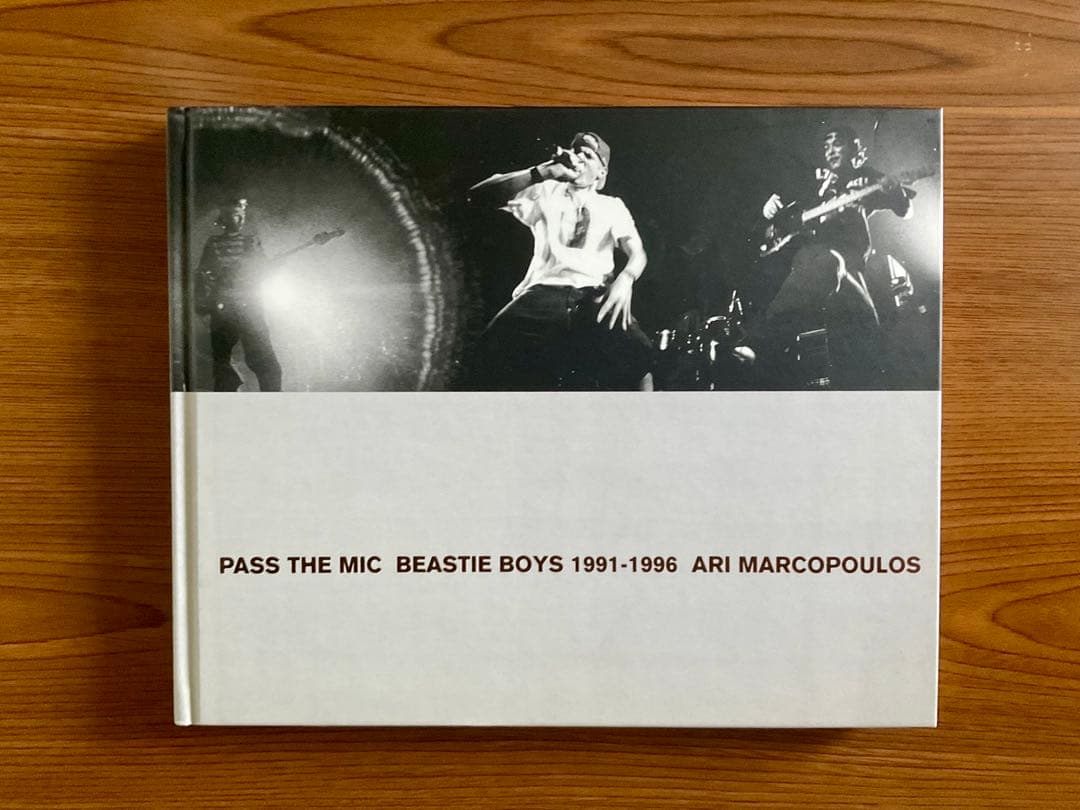 PASS THE MIC BEASTIE BOYS 1991-1996 ARI MARCOPOULOS